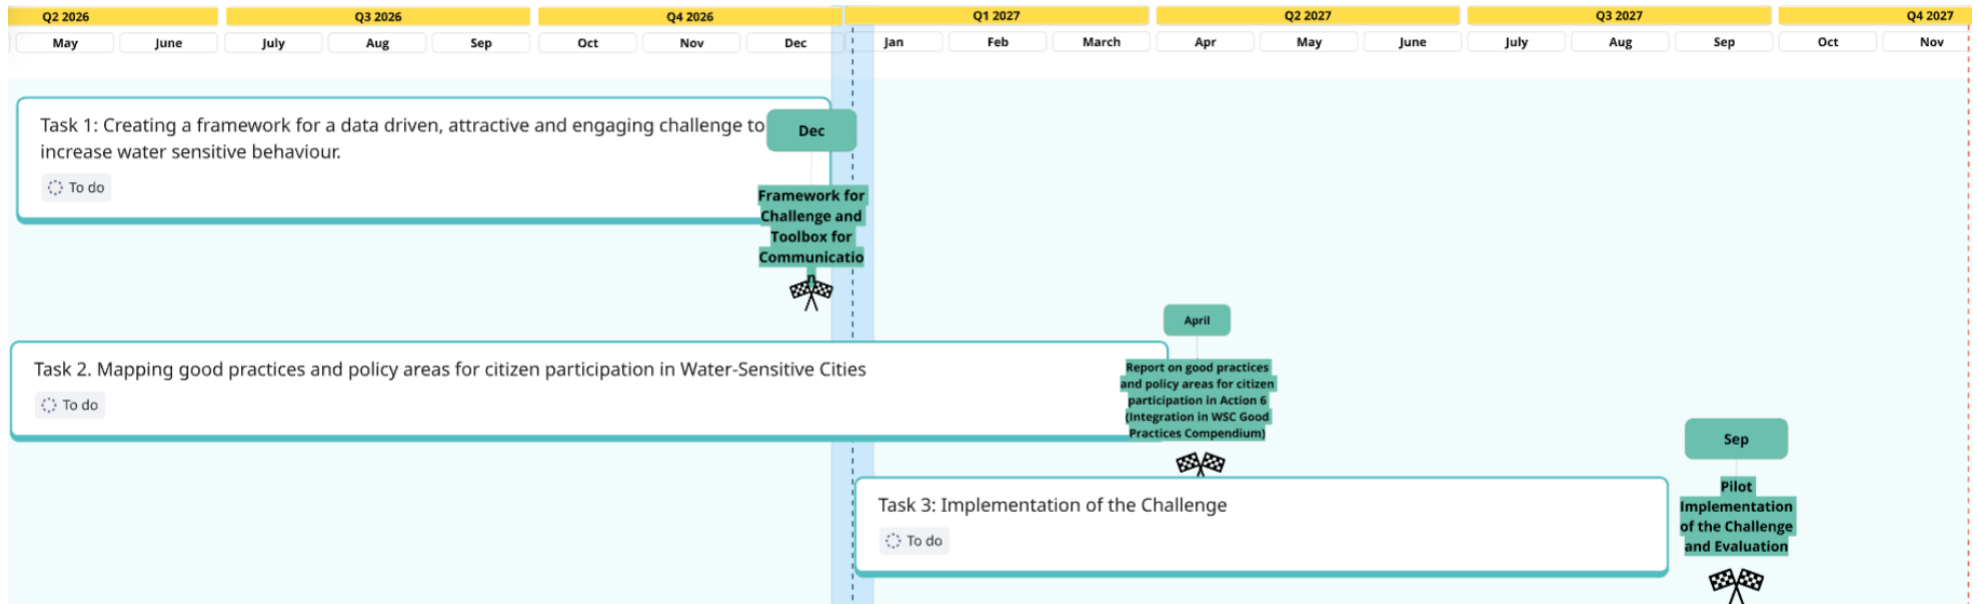 Q2 2026 Q3 2026 Q4 2026 Q1 2027 Q2 2027 Q3 2027 Q4 2027
May June July Aug Sep Oct Nov Dec Jan Feb March Apr May June July Aug Sep Oct Nov
Task 1: Creating a framework for a data driven, attractive and engaging challenge to
increase water sensitive behaviour.
To do
Dec
Framework for
Challenge and
Toolbox for
Communicatio
April
Task 2. Mapping good practices and policy areas for citizen participation in Water-Sensitive Cities
To do
Report on good practices
and policy areas for citizen
participation in Action 6
(Integration in WSC Good
Practices Compendium)
Sep
Task 3: Implementation of the Challenge
To do
Pilot
Implementation
of the Challenge
and Evaluation